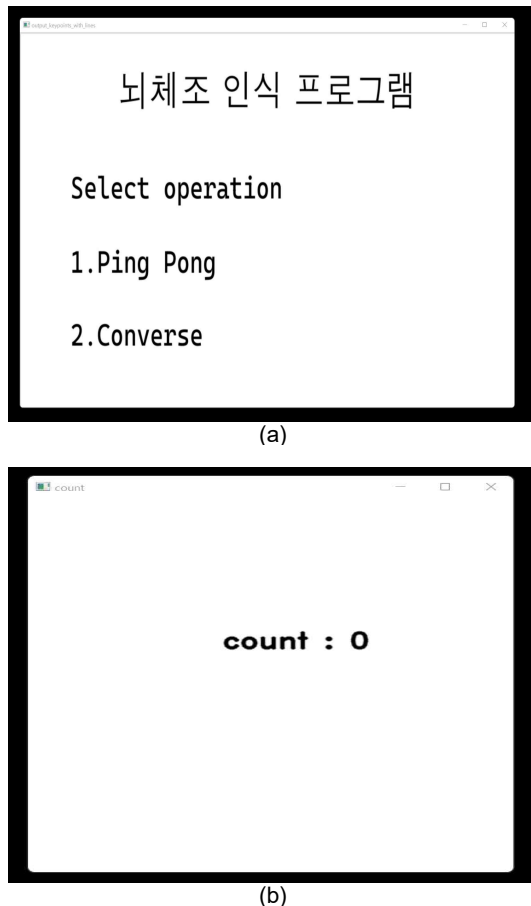 output_keypoints_with_lines
뇌체조 인식 프로그램
Select operation
1.Ping Pong
2.Converse
(a)
count
count : 0
(b)